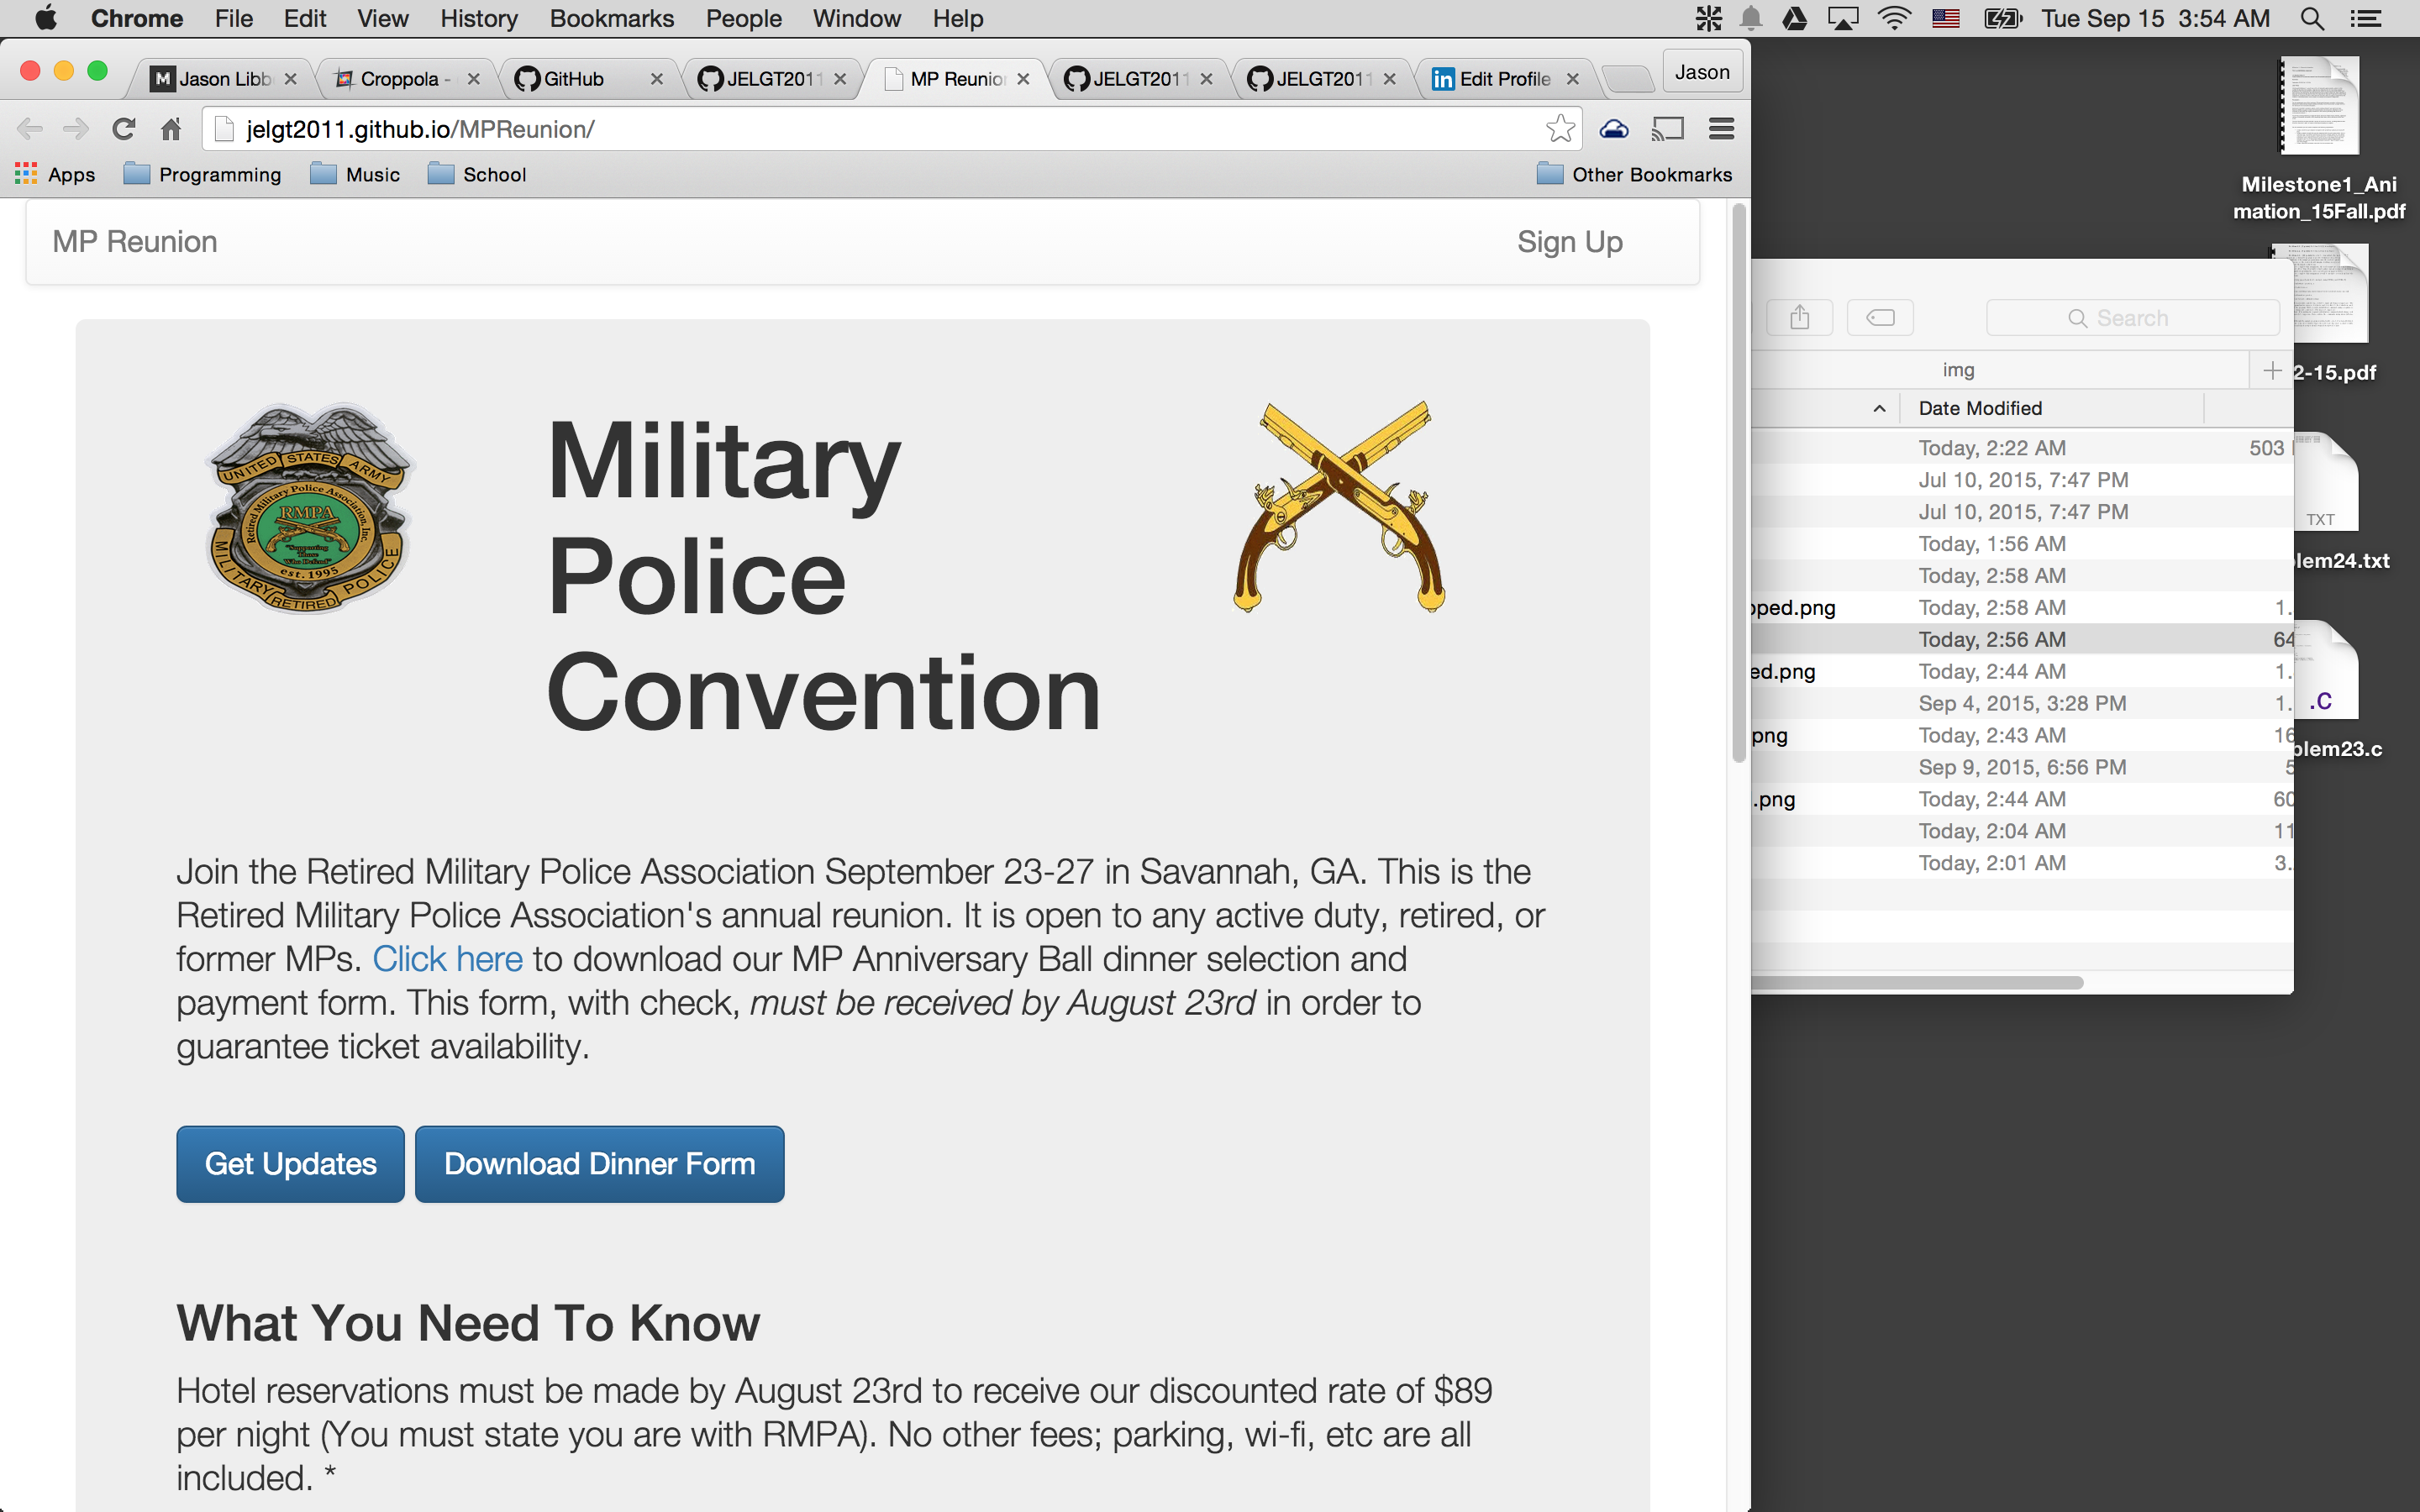 Chrome File Edit View History Bookmarks People Window Help Tue Sep 15 3:54 AM
Jason Libb Croppola - GitHub JELGT2011 MP Reunion JELGT2011 JELGT2011 Edit Profile Jason
jelgt2011.github.io/MPReunion/
Apps Programming Music School Other Bookmarks
MP Reunion Sign Up
UNITED STATES ARMY
Retired Military Police Association, Inc.
RMPA
"Supporting
Those
Who Defend"
est. 1995
MILITARY POLICE
RETIRED
Military
Police
Convention
Join the Retired Military Police Association September 23-27 in Savannah, GA. This is the
Retired Military Police Association's annual reunion. It is open to any active duty, retired, or
former MPs. Click here to download our MP Anniversary Ball dinner selection and
payment form. This form, with check, must be received by August 23rd in order to
guarantee ticket availability.
Get Updates Download Dinner Form
What You Need To Know
Hotel reservations must be made by August 23rd to receive our discounted rate of $89
per night (You must state you are with RMPA). No other fees; parking, wi-fi, etc are all
included. *
Search
img
Date Modified
Today, 2:22 AM 503
Jul 10, 2015, 7:47 PM
Jul 10, 2015, 7:47 PM
Today, 1:56 AM
Today, 2:58 AM
pped.png Today, 2:58 AM 1.
Today, 2:56 AM 64
ed.png Today, 2:44 AM 1.
Sep 4, 2015, 3:28 PM 1.
png Today, 2:43 AM 16
Sep 9, 2015, 6:56 PM 5
.png Today, 2:44 AM 60
Today, 2:04 AM 11
Today, 2:01 AM 3.
Milestone1_Ani
mation_15Fall.pdf
2-15.pdf
TXT
blem24.txt
.C
blem23.c